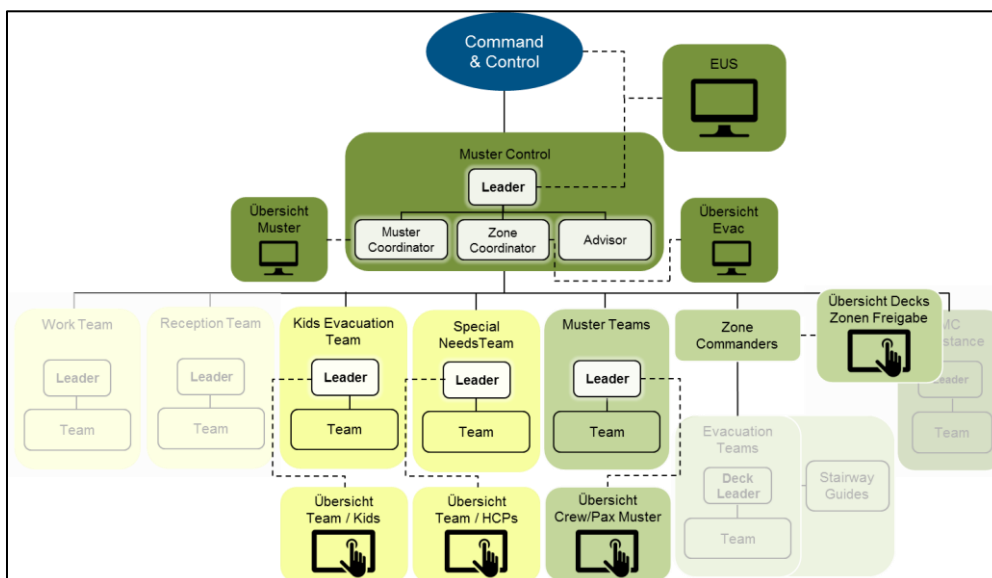 Command
& Control
EUS
Muster Control
Leader
Übersicht
Muster
Muster
Coordinator
Zone
Coordinator
Advisor
Übersicht
Evac
Work Team
Leader
Team
Reception Team
Leader
Team
Kids Evacuation
Team
Leader
Team
Special
NeedsTeam
Leader
Team
Muster Teams
Leader
Team
Zone
Commanders
Übersicht Decks
Zonen Freigabe
MC
stance
Leader
Team
Evacuation
Teams
Deck
Leader
Team
Stairway
Guides
Übersicht
Team / Kids
Übersicht
Team / HCPs
Übersicht
Crew/Pax Muster